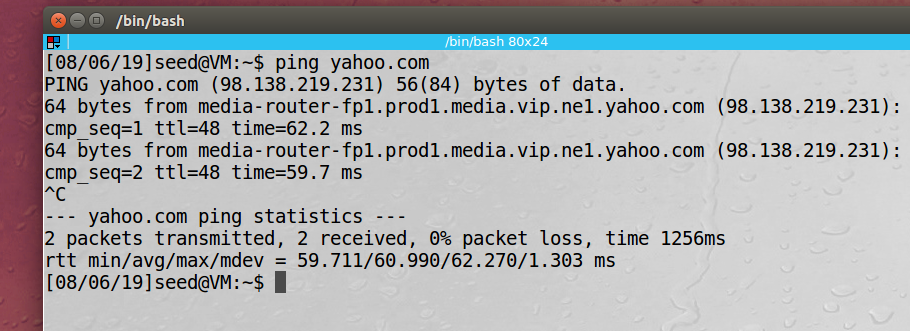 /bin/bash
/bin/bash 80x24
[08/06/19]seed@VM:~$ ping yahoo.com
PING yahoo.com (98.138.219.231) 56(84) bytes of data.
64 bytes from media-router-fp1.prod1.media.vip.ne1.yahoo.com (98.138.219.231):
cmp_seq=1 ttl=48 time=62.2 ms
64 bytes from media-router-fp1.prod1.media.vip.ne1.yahoo.com (98.138.219.231):
cmp_seq=2 ttl=48 time=59.7 ms
^C
--- yahoo.com ping statistics ---
2 packets transmitted, 2 received, 0% packet loss, time 1256ms
rtt min/avg/max/mdev = 59.711/60.990/62.270/1.303 ms
[08/06/19]seed@VM:~$